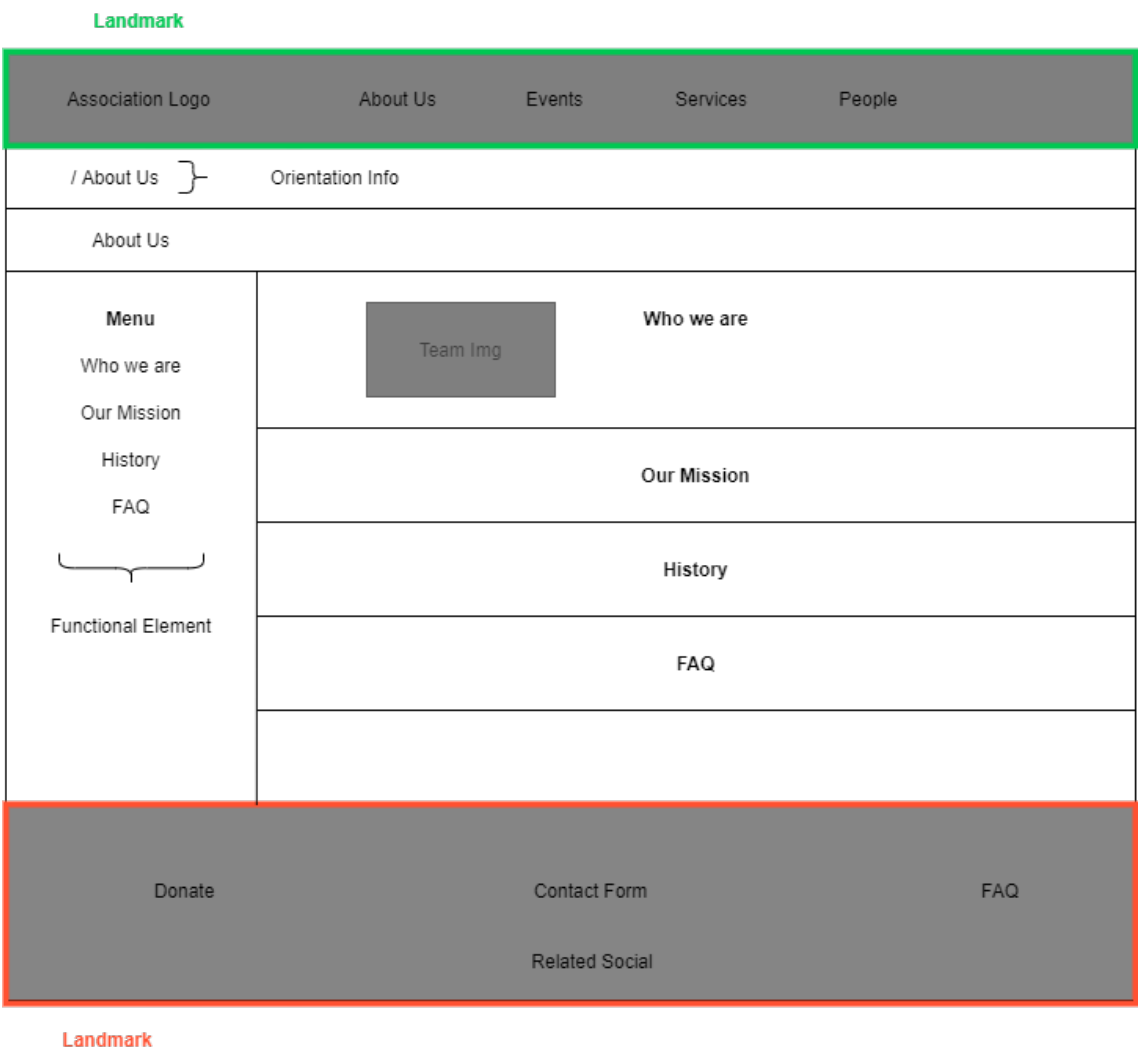 Landmark
Association Logo About Us Events Services People
/ About Us Orientation Info
About Us
Menu
Who we are
Our Mission
History
FAQ
Functional Element
Team Img
Who we are
Our Mission
History
FAQ
Donate Contact Form FAQ
Related Social
Landmark